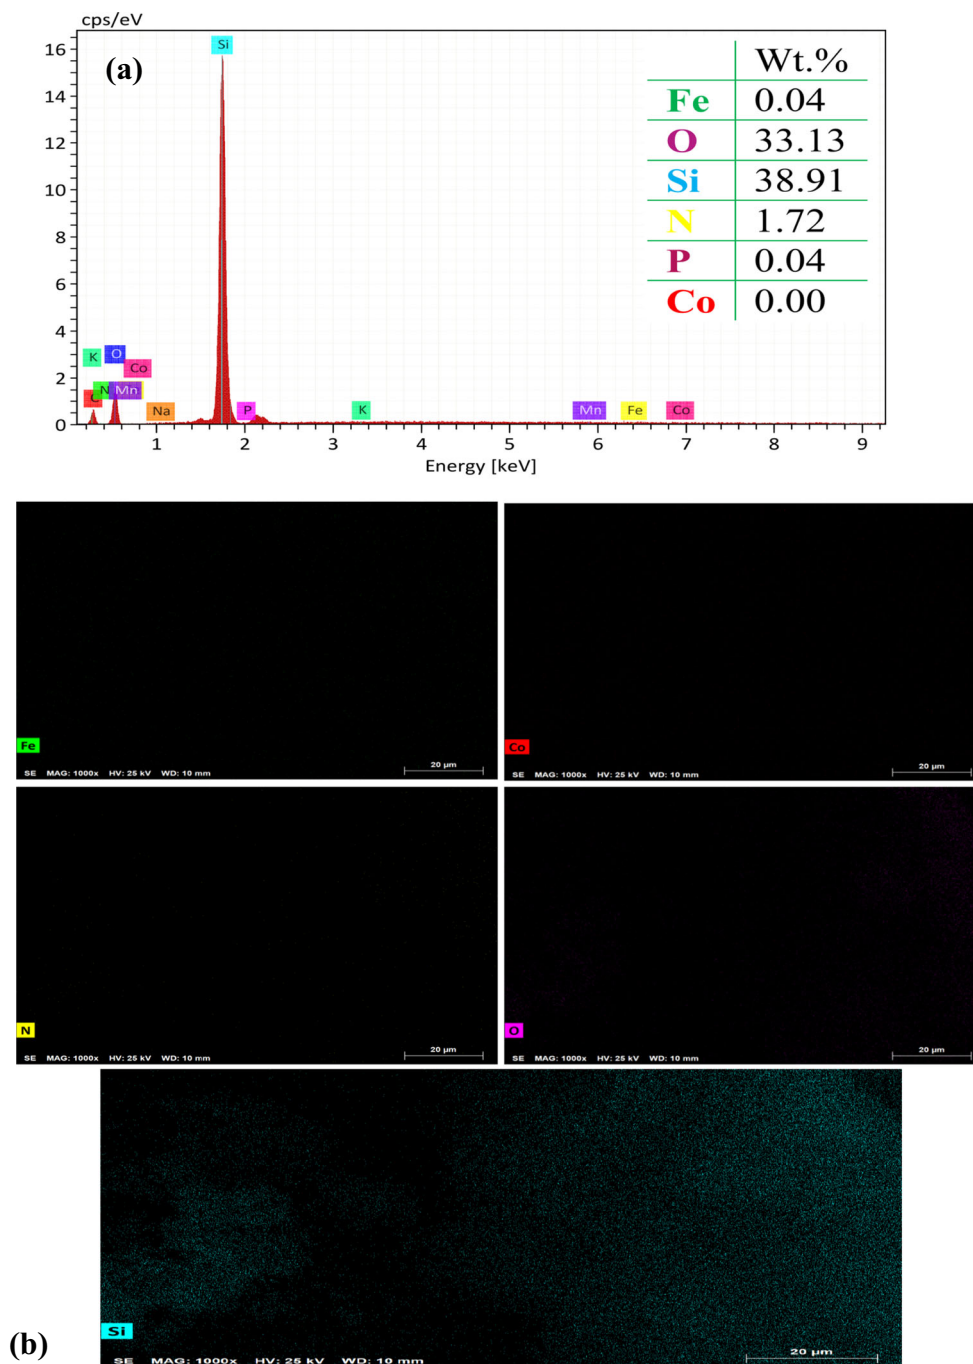 cps/eV
(a)
Si
16
14
12
10
8
6
4
2
0
Wt.%
Fe 0.04
O 33.13
Si 38.91
N 1.72
P 0.04
Co 0.00
K O Co
C N Mn Na P K Mn Fe Co
1 2 3 4 5 6 7 8 9
Energy [keV]
Fe
SE MAG: 1000x HV: 25 kV WD: 10 mm 20 µm
Co
SE MAG: 1000x HV: 25 kV WD: 10 mm 20 µm
N
SE MAG: 1000x HV: 25 kV WD: 10 mm 20 µm
O
SE MAG: 1000x HV: 25 kV WD: 10 mm 20 µm
Si
(b)
SE MAG: 1000x HV: 25 kV WD: 10 mm 20 µm